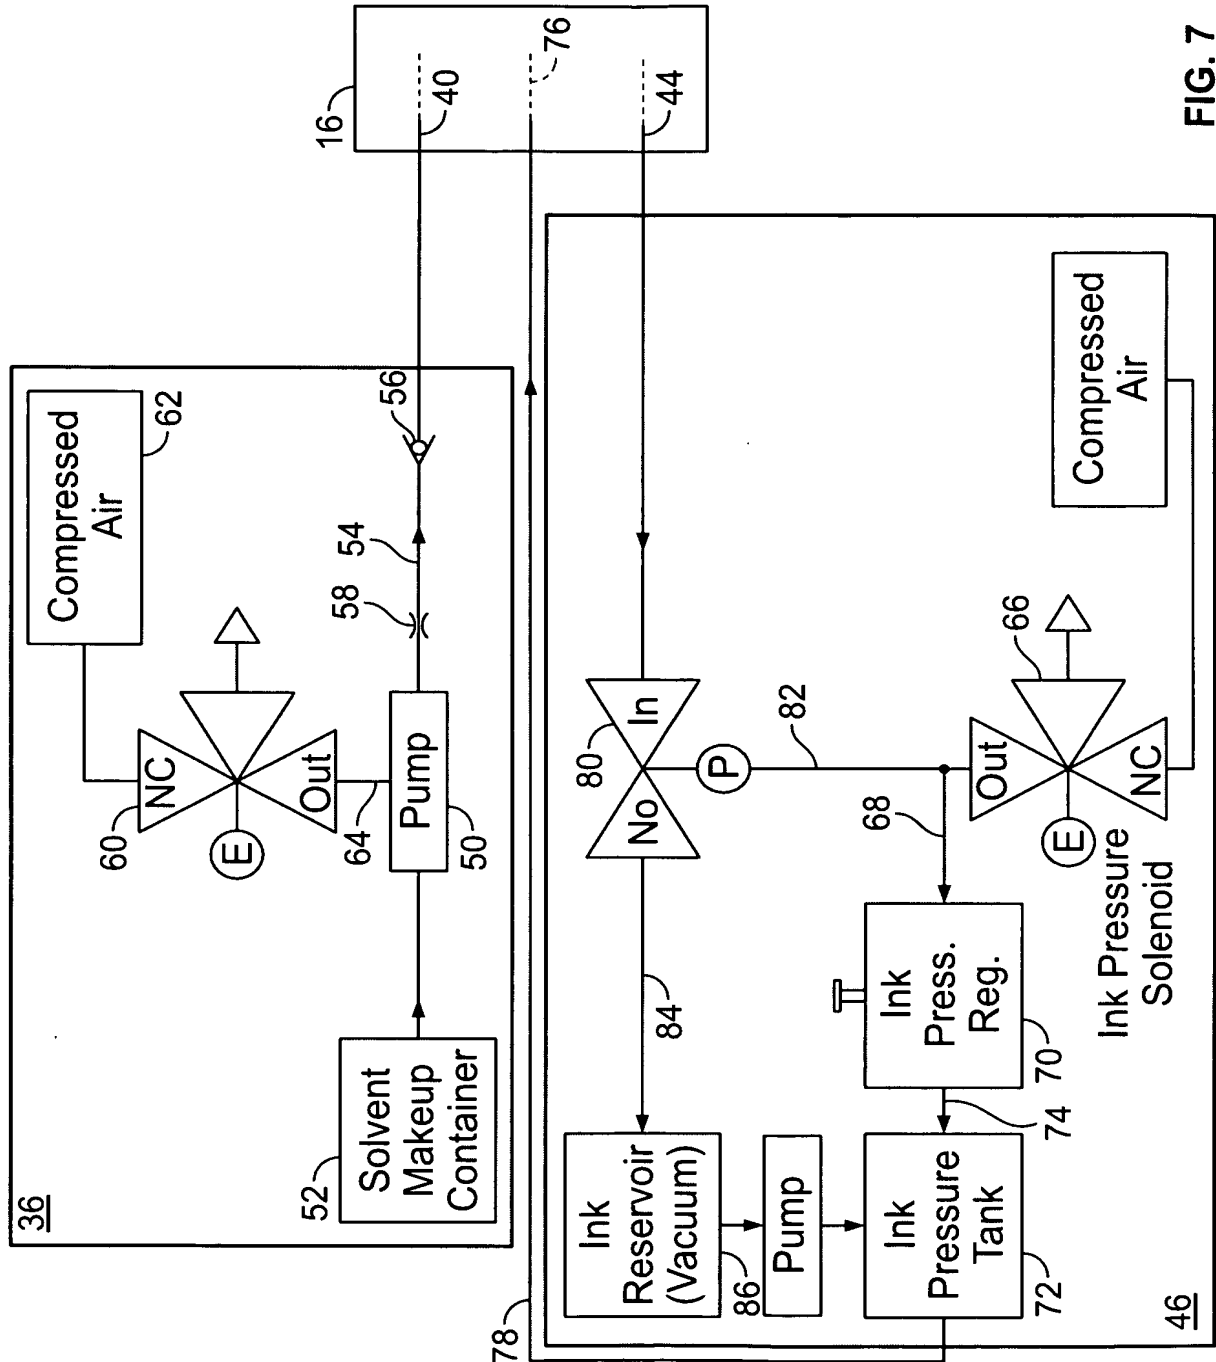 36
52
Solvent
Makeup
Container
60
NC
E
Out
64
Pump
50
Compressed
Air
62
58
54
56
16
40
76
44
78
Ink
Reservoir
(Vacuum)
86
Pump
Ink
Pressure
Tank
72
84
80
No
In
P
82
68
Ink
Press.
Reg.
70
74
Out
NC
E
66
Ink Pressure
Solenoid
Compressed
Air
46
FIG. 7